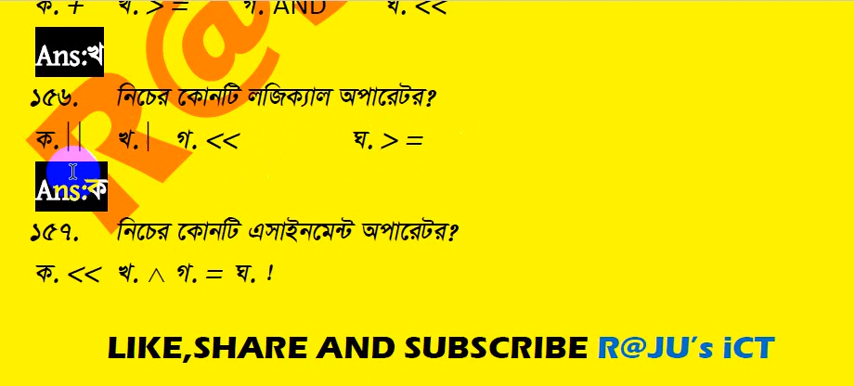 ক. + খ. > = গ. AND ঘ. <<
Ans:খ
১৫৬. নিচের কোনটি লজিক্যাল অপারেটর?
ক. || খ. | গ. << ঘ. > =
Ans:ক
১৫৭. নিচের কোনটি এসাইনমেন্ট অপারেটর?
ক. << খ. ^ গ. = ঘ. !
LIKE,SHARE AND SUBSCRIBE R@JU's iCT